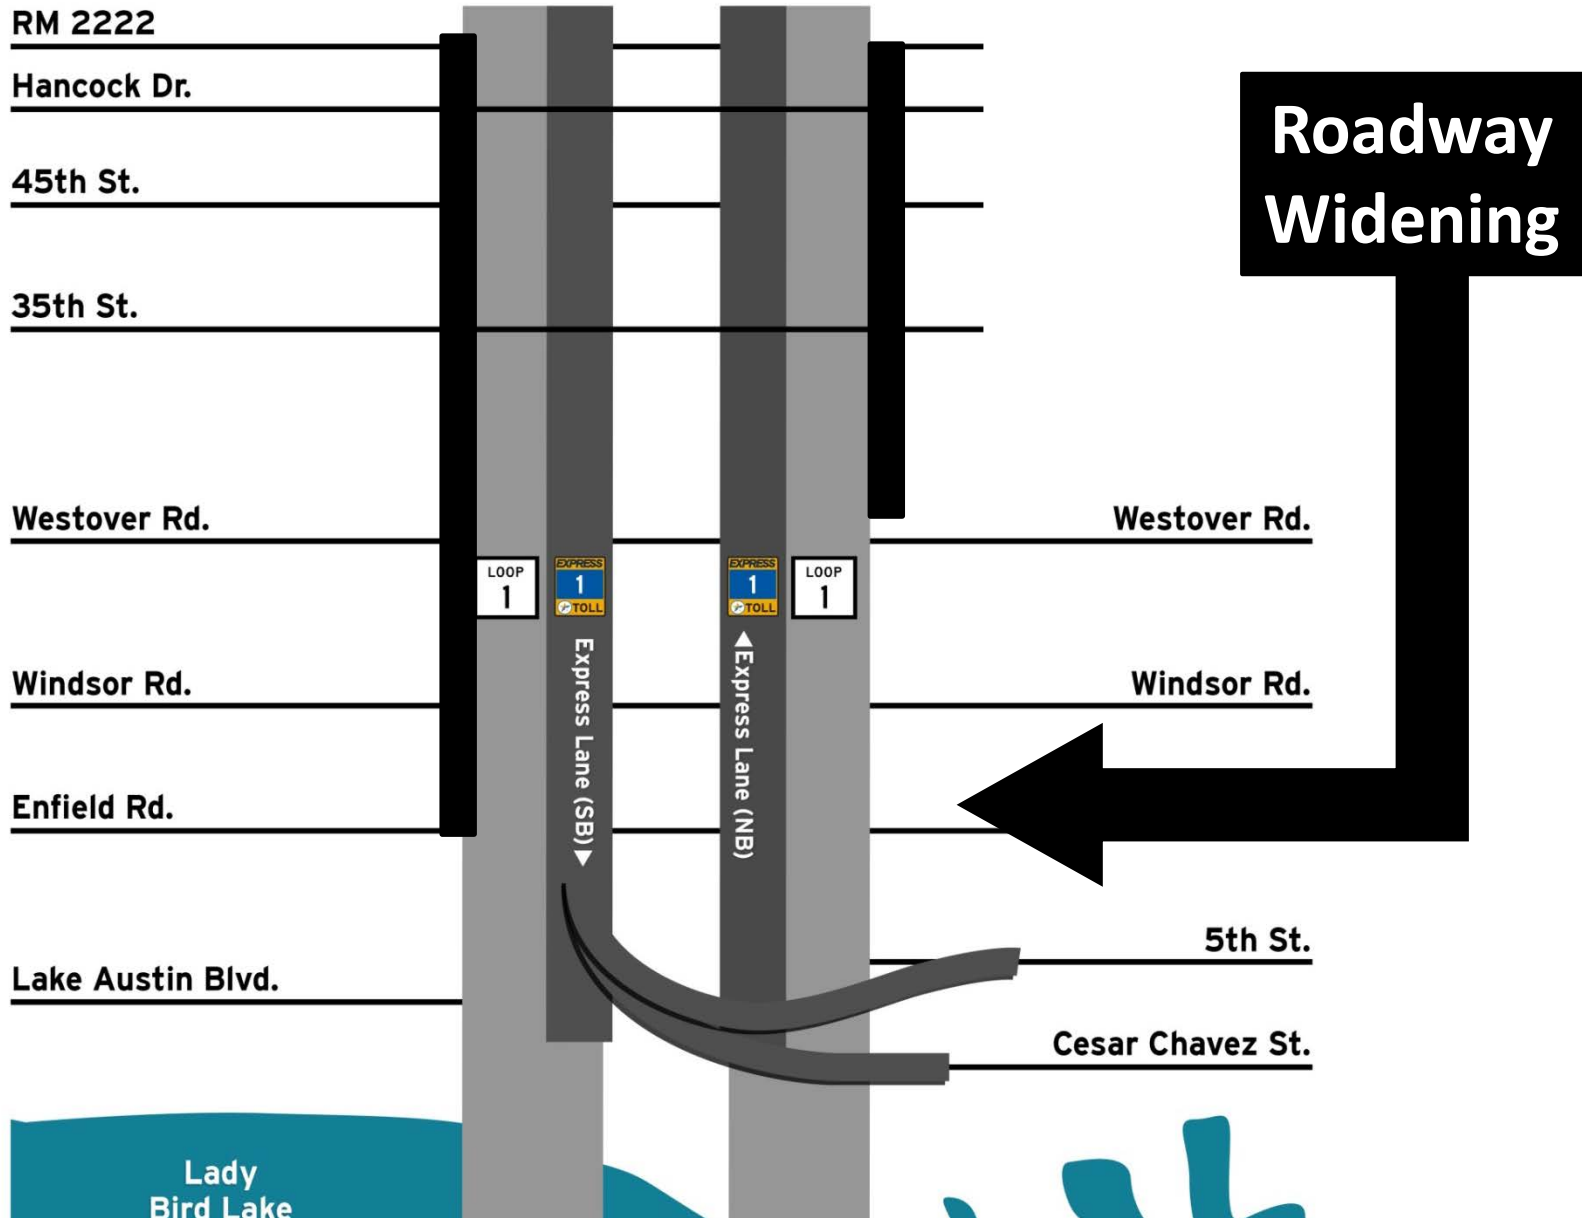 RM 2222
Hancock Dr.
45th St.
35th St.
Roadway
Widening
Westover Rd.
Westover Rd.
LOOP
1
EXPRESS
1
TOLL
EXPRESS
1
TOLL
LOOP
1
Windsor Rd.
Windsor Rd.
Express Lane (SB)
Express Lane (NB)
Enfield Rd.
5th St.
Lake Austin Blvd.
Cesar Chavez St.
Lady
Bird Lake